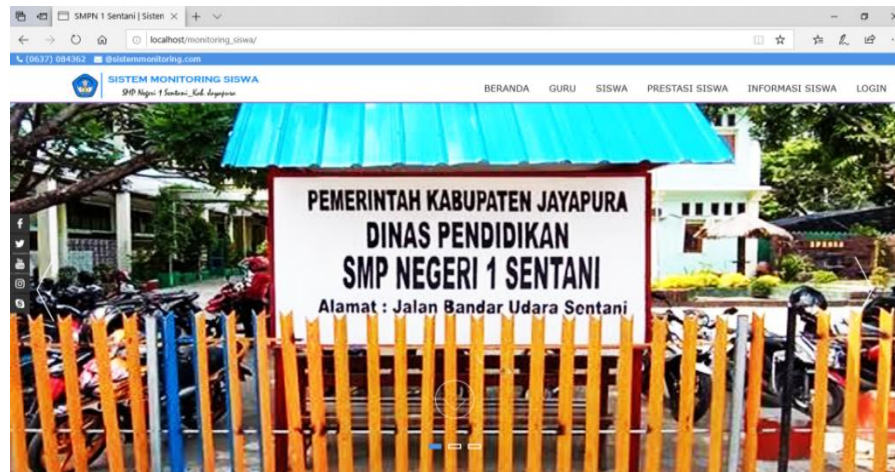 SMPN 1 Sentani | Sisten
localhost/monitoring_siswa/
(0637) 084362 @sistemmonitoring.com
SISTEM MONITORING SISWA
SMP Negeri 1 Sentani_Kab. Jayapura
BERANDA GURU SISWA PRESTASI SISWA INFORMASI SISWA LOGIN
PEMERINTAH KABUPATEN JAYAPURA
DINAS PENDIDIKAN
SMP NEGERI 1 SENTANI
Alamat : Jalan Bandar Udara Sentani